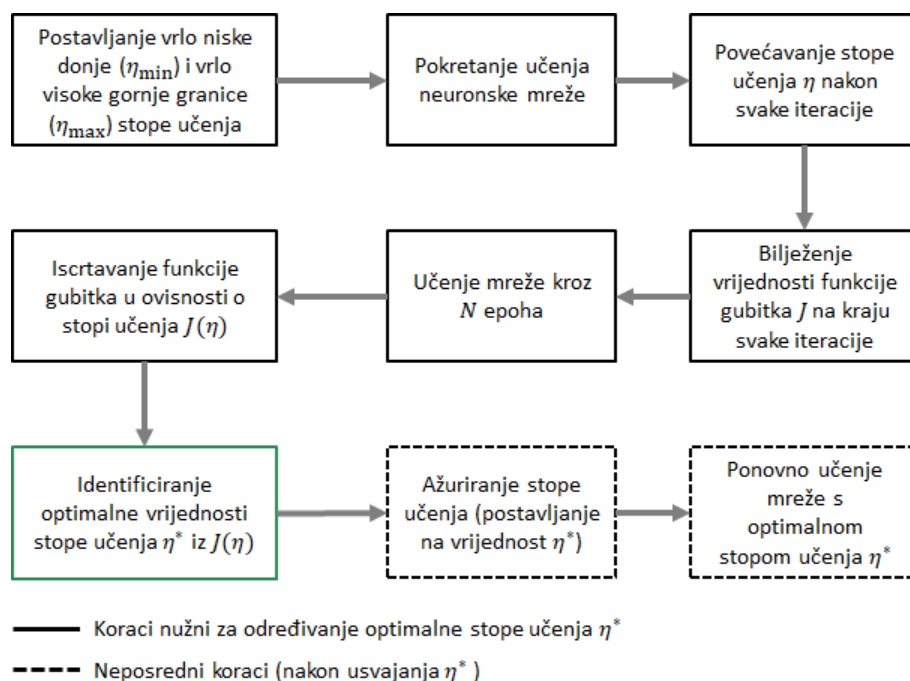 Postavljanje vrlo niske
donje (η_min) i vrlo
visoke gornje granice
(η_max) stope učenja
Pokretanje učenja
neuronske mreže
Povećavanje stope
učenja η nakon
svake iteracije
Bilježenje
vrijednosti funkcije
gubitka J na kraju
svake iteracije
Učenje mreže kroz
N epoha
Iscrtavanje funkcije
gubitka u ovisnosti o
stopi učenja J(η)
Identificiranje
optimalne vrijednosti
stope učenja η* iz J(η)
Ažuriranje stope
učenja (postavljanje
na vrijednost η*)
Ponovno učenje
mreže s
optimalnom
stopom učenja η*
Koraci nužni za određivanje optimalne stope učenja η*
Neposredni koraci (nakon usvajanja η* )